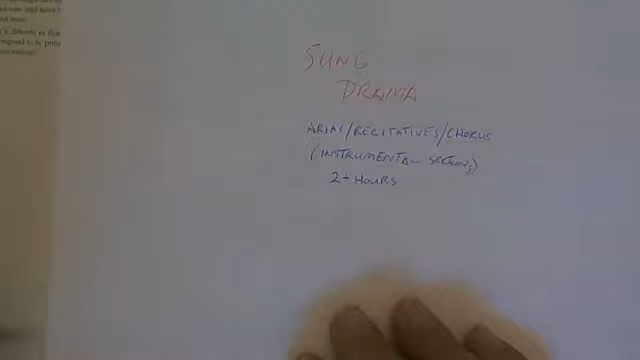 SUNG
DRAMA
ARIAS/RECITATIVES/CHORUS
(INSTRUMENTAL SECTIONS)
2+ HOURS